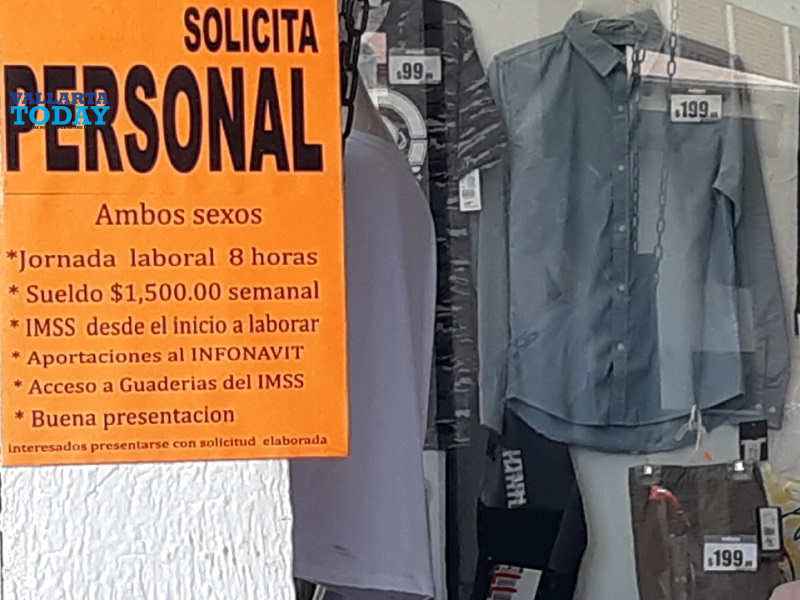 SOLICITA
PERSONAL
VALLARTA
TODAY
Ambos sexos
*Jornada laboral 8 horas
* Sueldo $1,500.00 semanal
* IMSS desde el inicio a laborar
* Aportaciones al INFONAVIT
* Acceso a Guaderias del IMSS
* Buena presentacion
interesados presentarse con solicitud elaborada
$99
$199
$199